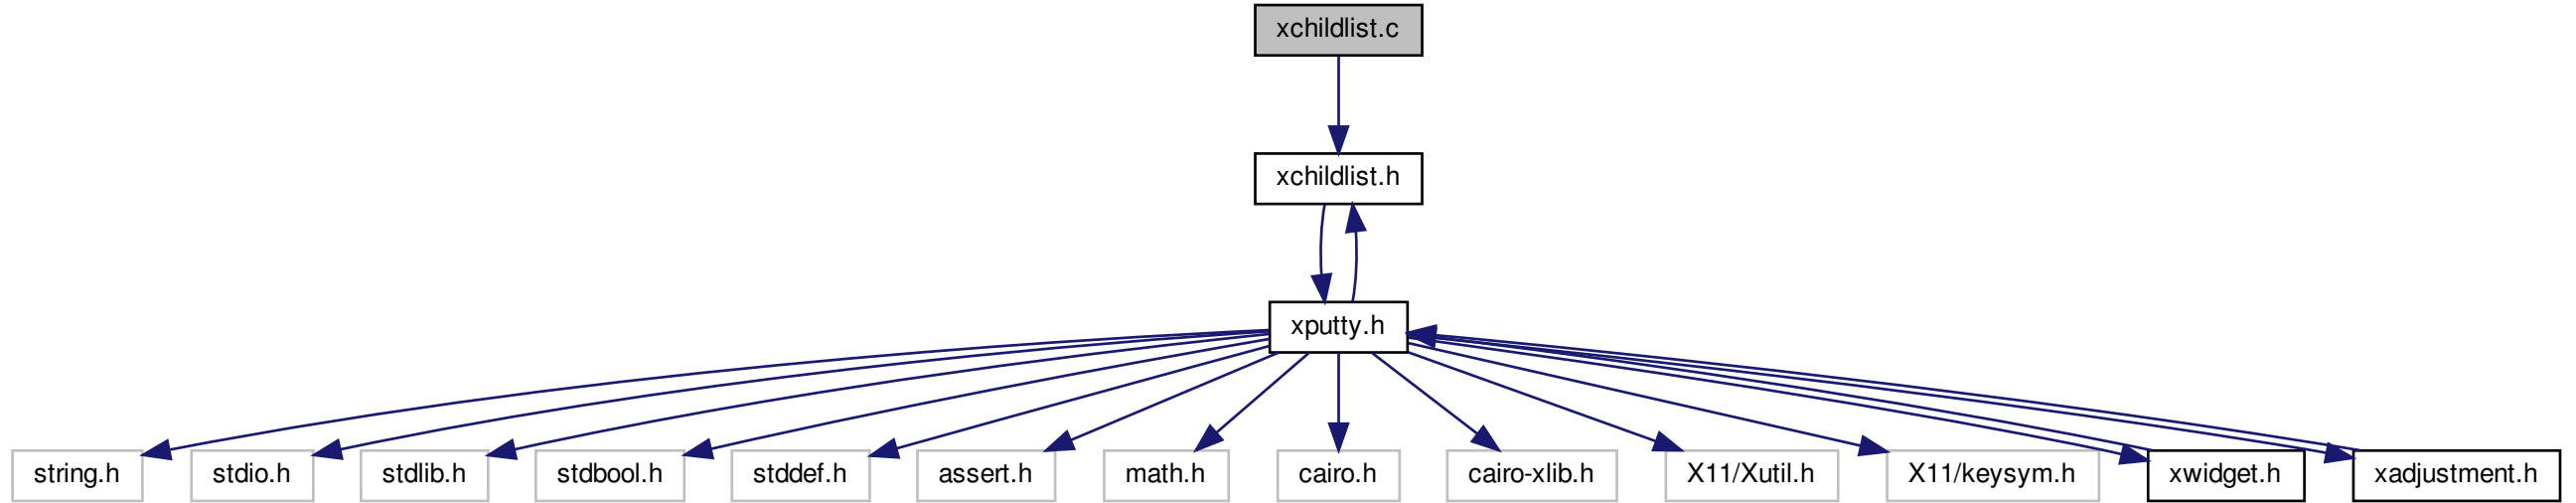 xchildlist.c
xchildlist.h
xputty.h
string.h
stdio.h
stdlib.h
stdbool.h
stddef.h
assert.h
math.h
cairo.h
cairo-xlib.h
X11/Xutil.h
X11/keysym.h
xwidget.h
xadjustment.h